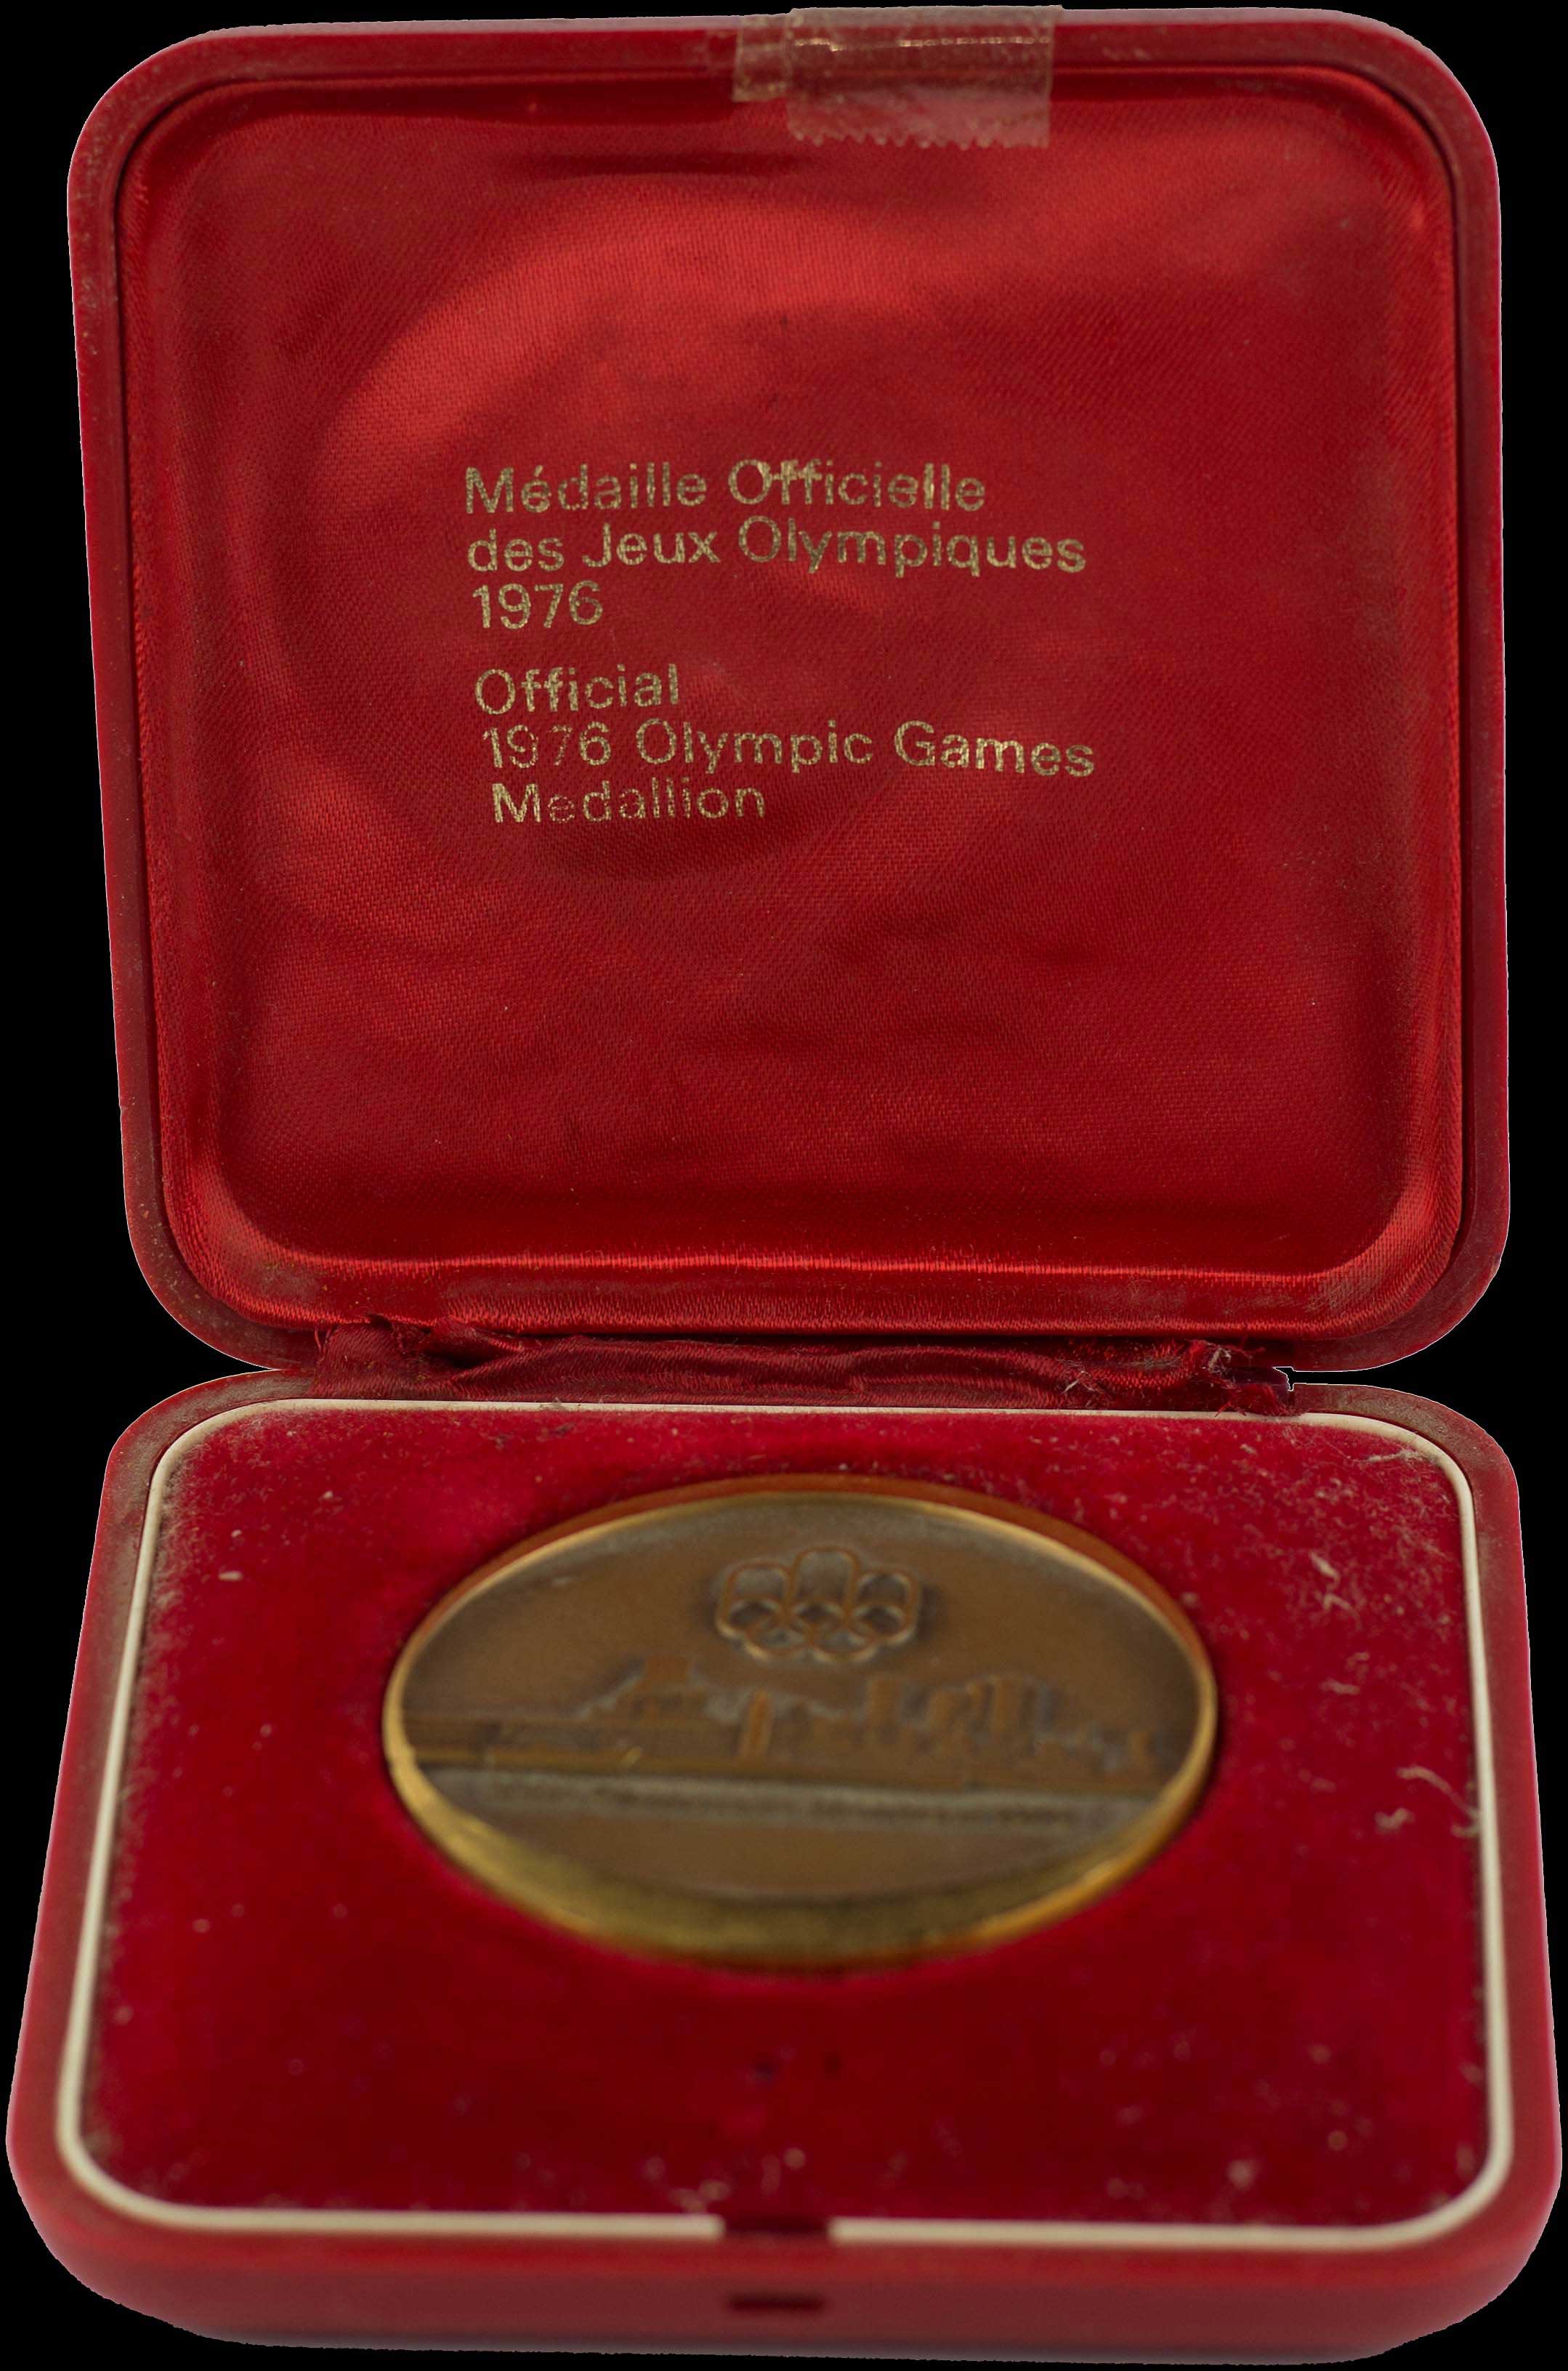 Médaille Officielle
des Jeux Olympiques
1976
Official
1976 Olympic Games
Medallion